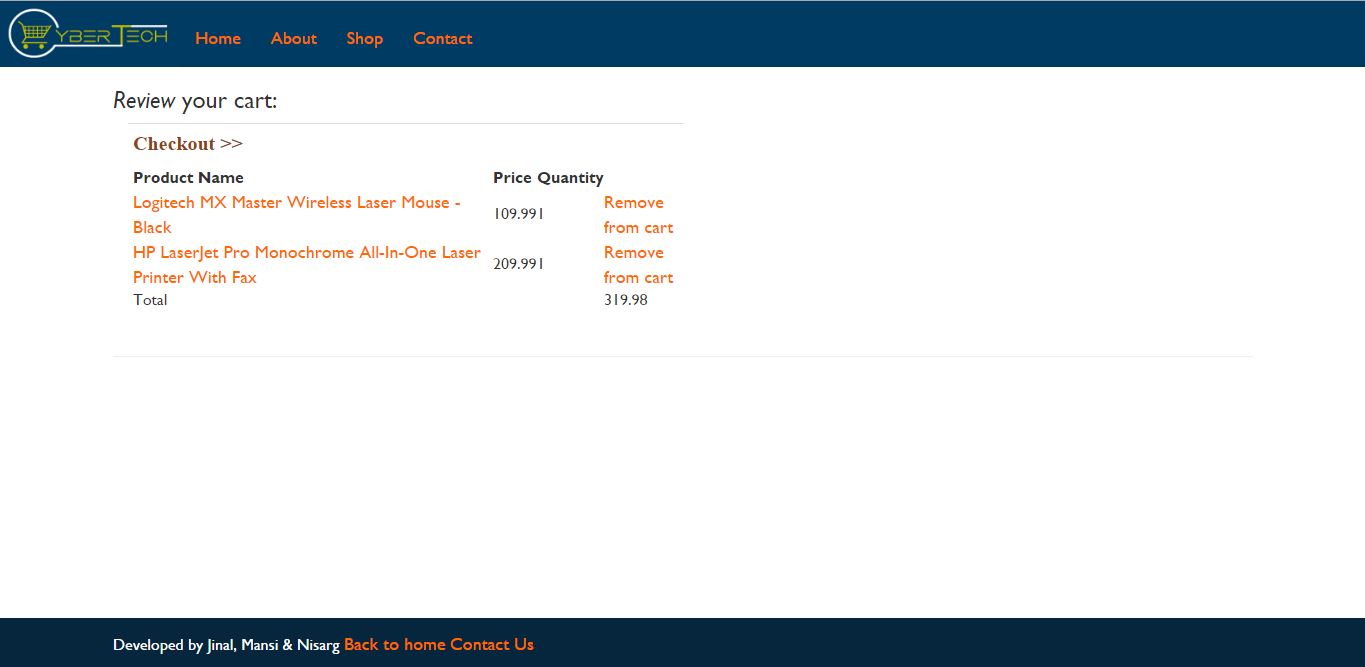 YBERTECH Home About Shop Contact
Review your cart:
Checkout >>
Product Name Price Quantity
Logitech MX Master Wireless Laser Mouse -
Black 109.991 Remove
from cart
HP LaserJet Pro Monochrome All-In-One Laser
Printer With Fax 209.991 Remove
from cart
Total 319.98
Developed by Jinal, Mansi & Nisarg Back to home Contact Us